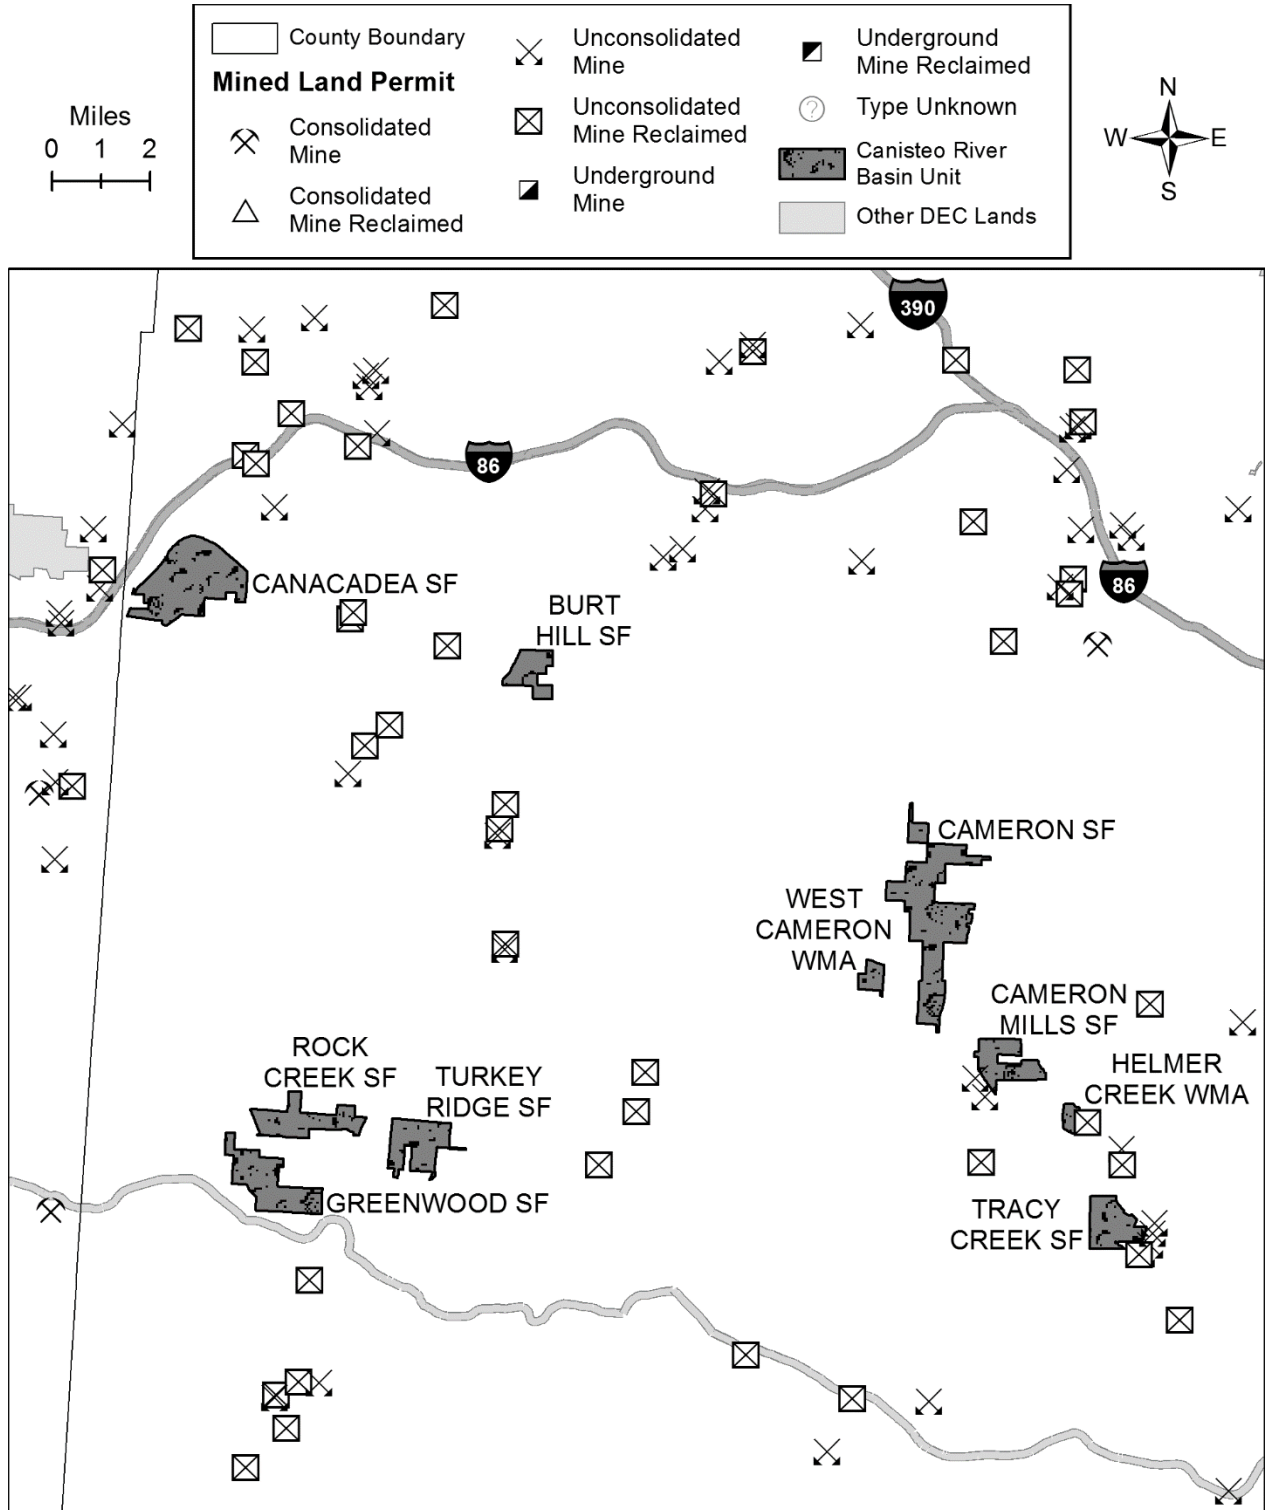 Miles
0 1 2
County Boundary
Mined Land Permit
Consolidated
Mine
Consolidated
Mine Reclaimed
Unconsolidated
Mine
Unconsolidated
Mine Reclaimed
Underground
Mine
Underground
Mine Reclaimed
?
Type Unknown
Canisteo River
Basin Unit
Other DEC Lands
N
W E
S
390
86
86
CANACADEA SF
BURT
HILL SF
CAMERON SF
WEST
CAMERON
WMA
CAMERON
MILLS SF
HELMER
CREEK WMA
ROCK
CREEK SF
TURKEY
RIDGE SF
GREENWOOD SF
TRACY
CREEK SF